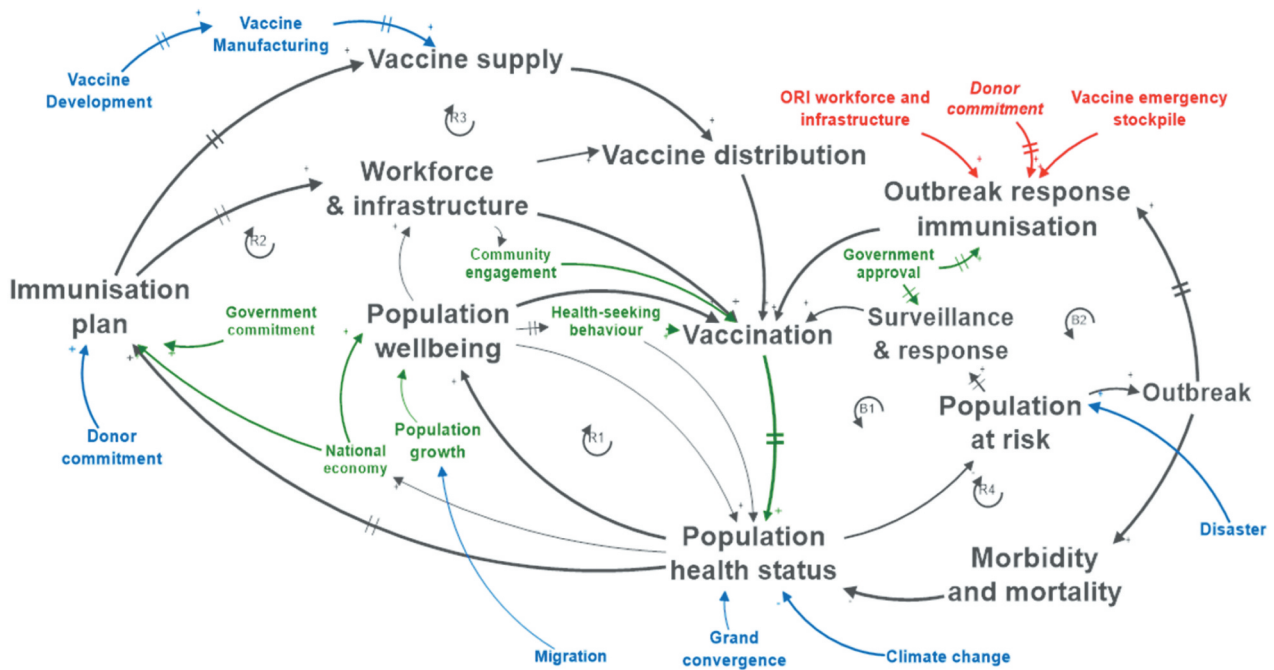 Vaccine
Manufacturing
Vaccine supply
Vaccine
Development
ORI workforce and
infrastructure
Donor
commitment
Vaccine emergency
stockpile
R3
Vaccine distribution
Workforce
& infrastructure
Outbreak response
immunisation
R2
Community
engagement
Government
approval
Immunisation
plan
Government
commitment
Population
wellbeing
Health-seeking
behaviour
Vaccination
Surveillance
& response
B2
Outbreak
Population
at risk
B1
Donor
commitment
National
economy
Population
growth
R1
R4
Population
health status
Disaster
Morbidity
and mortality
Migration
Grand
convergence
Climate change